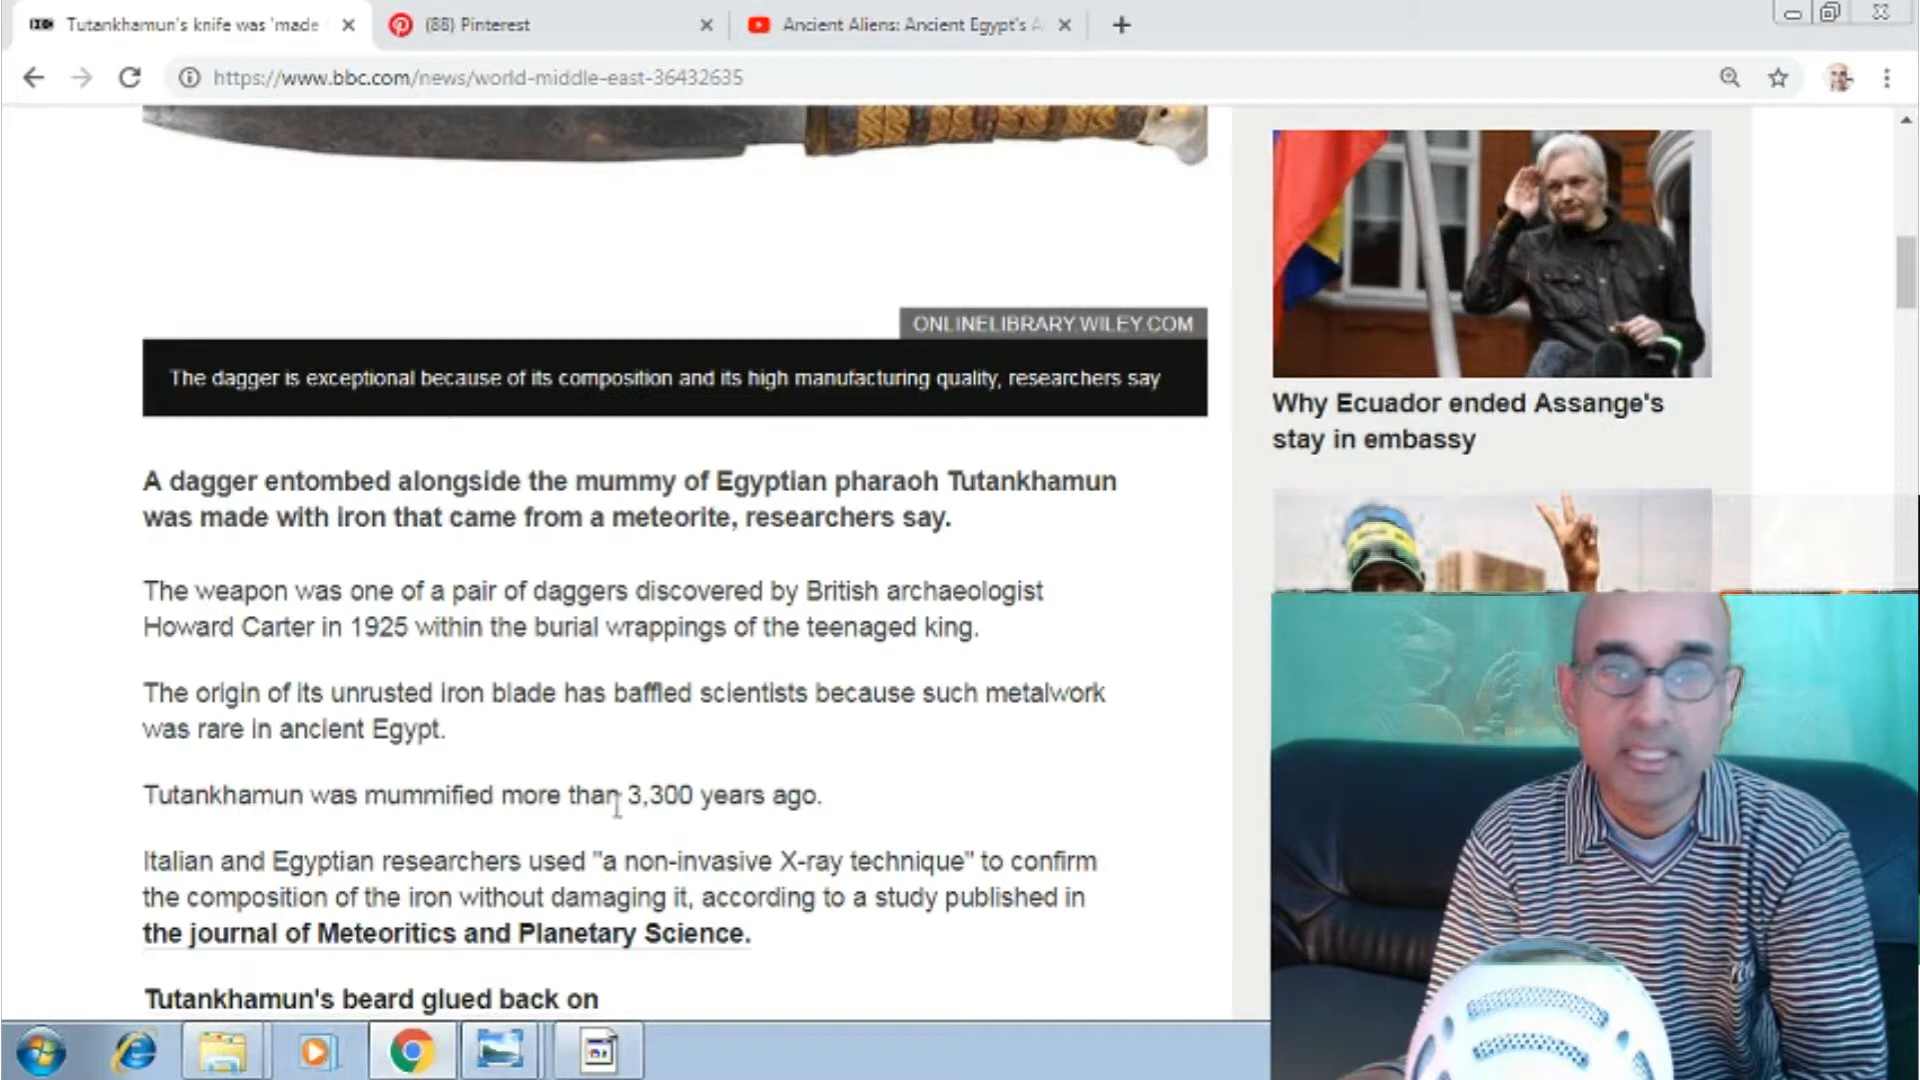 Tutankhamun's knife was 'made
(88) Pinterest
Ancient Aliens: Ancient Egypt's A
https://www.bbc.com/news/world-middle-east-36432635
ONLINELIBRARY.WILEY.COM
The dagger is exceptional because of its composition and its high manufacturing quality, researchers say
A dagger entombed alongside the mummy of Egyptian pharaoh Tutankhamun
was made with iron that came from a meteorite, researchers say.
The weapon was one of a pair of daggers discovered by British archaeologist
Howard Carter in 1925 within the burial wrappings of the teenaged king.
The origin of its unrusted iron blade has baffled scientists because such metalwork
was rare in ancient Egypt.
Tutankhamun was mummified more than 3,300 years ago.
Italian and Egyptian researchers used "a non-invasive X-ray technique" to confirm
the composition of the iron without damaging it, according to a study published in
the journal of Meteoritics and Planetary Science.
Tutankhamun's beard glued back on
Why Ecuador ended Assange's
stay in embassy